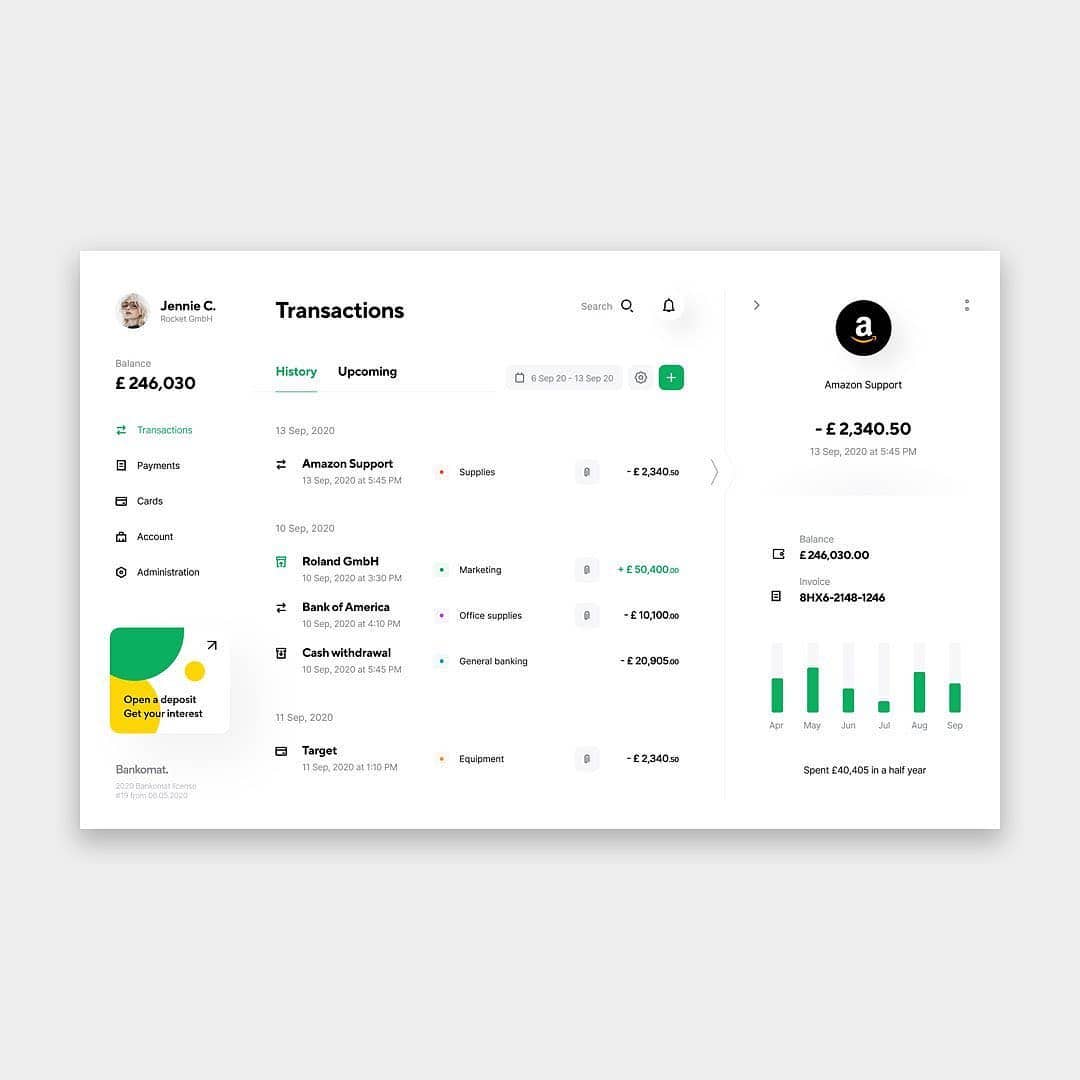 Jennie C.
Rocket GmbH
Balance
£ 246,030
Transactions
Payments
Cards
Account
Administration
Open a deposit
Get your interest
Bankomat.
2020 Bankomat license
#19 from 06.05.2020
Transactions
Search
History
Upcoming
6 Sep 20 - 13 Sep 20
13 Sep, 2020
Amazon Support
Supplies
- £ 2,340.50
13 Sep, 2020 at 5:45 PM
10 Sep, 2020
Roland GmbH
Marketing
+ £ 50,400.00
10 Sep, 2020 at 3:30 PM
Bank of America
Office supplies
- £ 10,100.00
10 Sep, 2020 at 4:10 PM
Cash withdrawal
General banking
- £ 20,905.00
10 Sep, 2020 at 5:45 PM
11 Sep, 2020
Target
Equipment
- £ 2,340.50
11 Sep, 2020 at 1:10 PM
a
Amazon Support
- £ 2,340.50
13 Sep, 2020 at 5:45 PM
Balance
£ 246,030.00
Invoice
8HX6-2148-1246
Apr May Jun Jul Aug Sep
Spent £40,405 in a half year